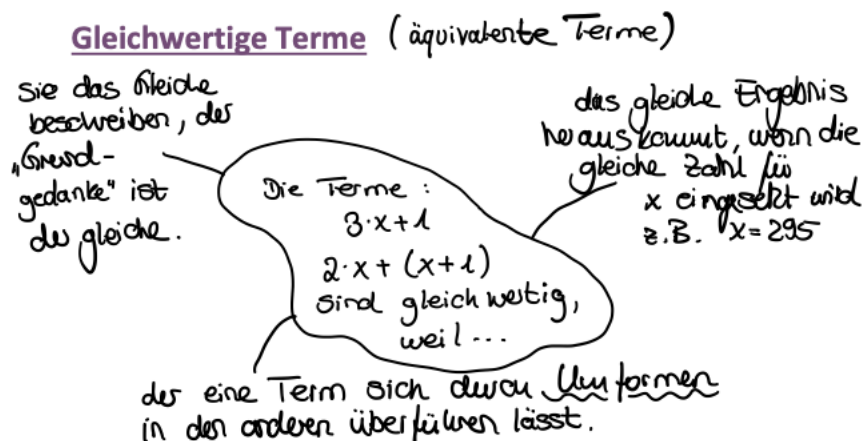 Gleichwertige Terme (äquivalente Terme)
sie das Gleiche
beschreiben, der
„Grund-
gedanke" ist
der gleiche.
das gleiche Ergebnis
herauskommt, wenn die
gleiche Zahl für
x eingesetzt wird
z.B. x=295
Die Terme:
3·x+1
2·x+(x+1)
sind gleichwertig,
weil...
der eine Term sich durch Umformen
in den anderen überführen lässt.